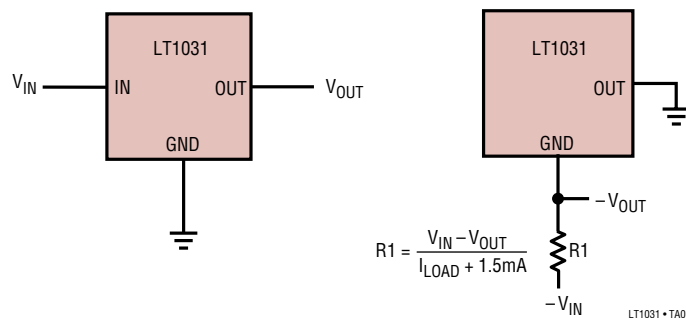 LT1031
V_IN
IN
OUT
V_OUT
GND
LT1031
OUT
GND
–V_OUT
R1 = (V_IN – V_OUT) / (I_LOAD + 1.5mA)
R1
–V_IN
LT1031 • TA0